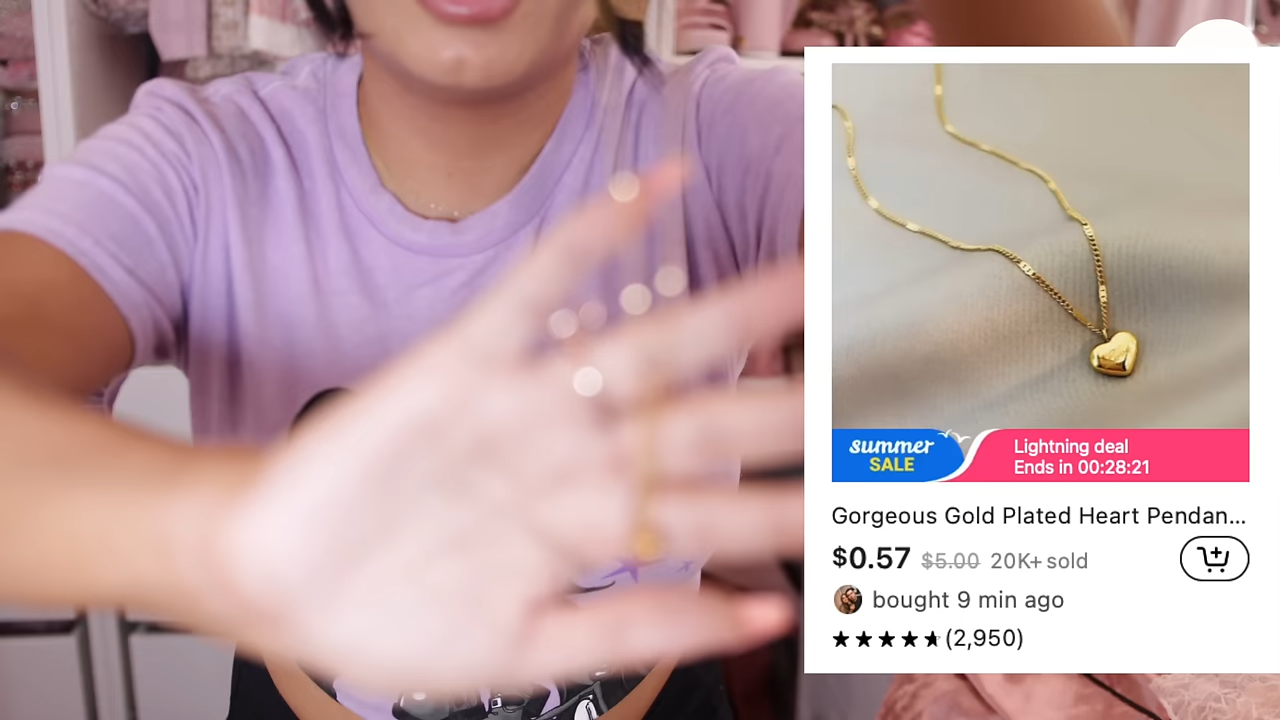 summer
SALE
Lightning deal
Ends in 00:28:21
Gorgeous Gold Plated Heart Pendan...
$0.57 $5.00 20K+ sold
bought 9 min ago
(2,950)